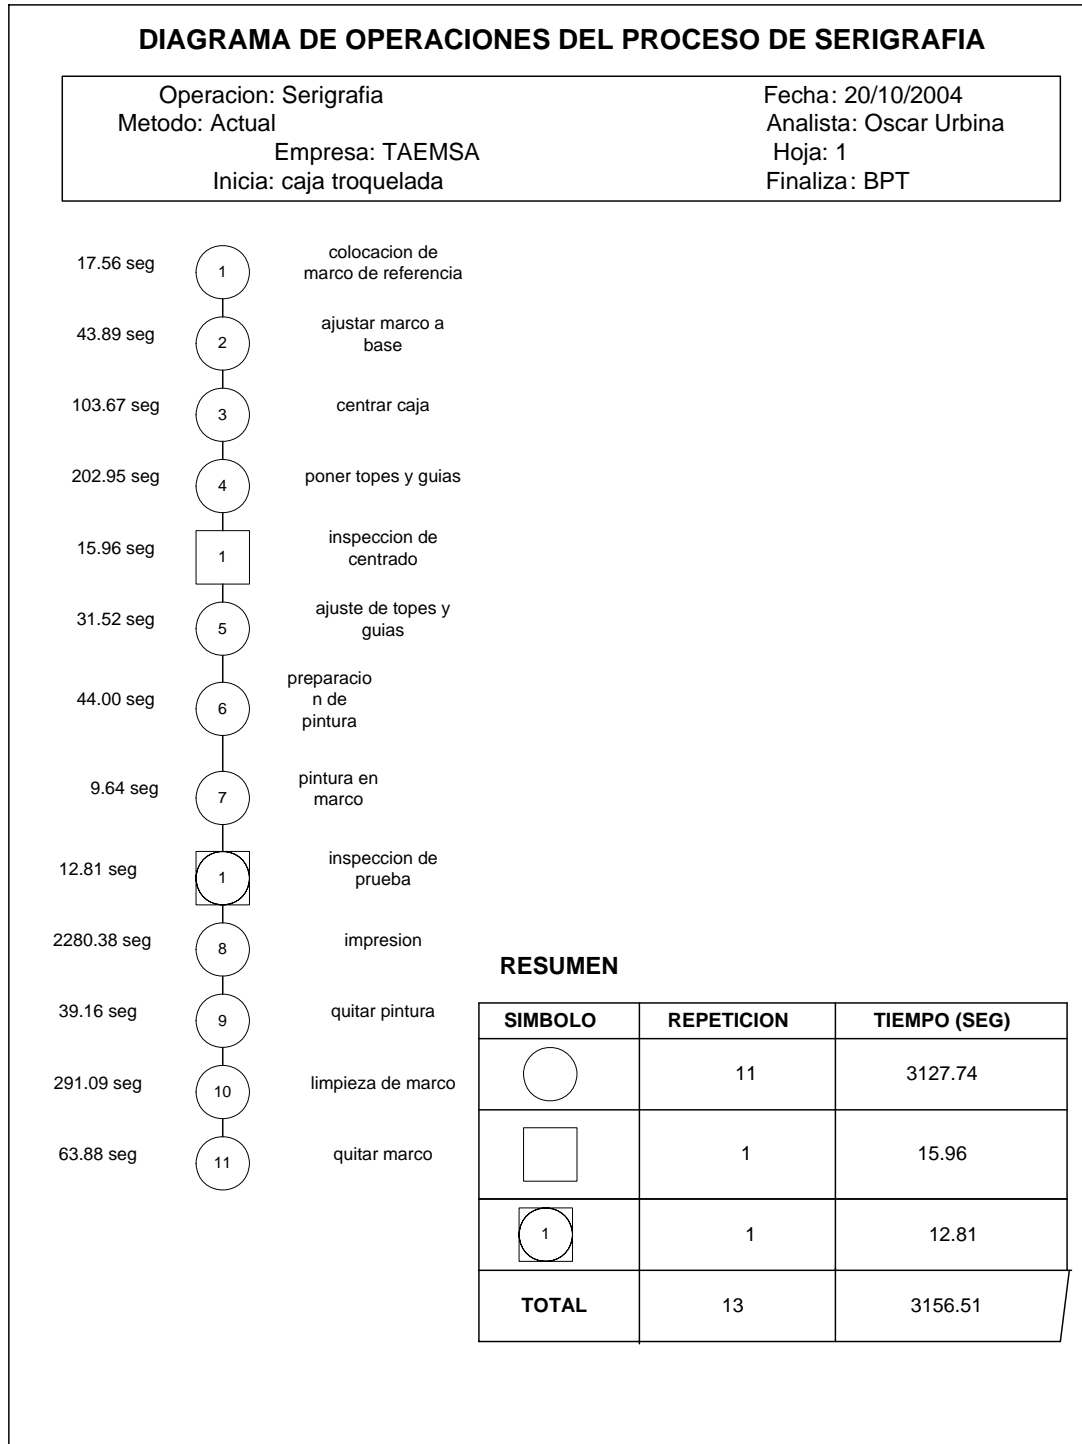 DIAGRAMA DE OPERACIONES DEL PROCESO DE SERIGRAFIA
Operacion: Serigrafia
Fecha: 20/10/2004
Metodo: Actual
Analista: Oscar Urbina
Empresa: TAEMSA
Hoja: 1
Inicia: caja troquelada
Finaliza: BPT
17.56 seg
1
colocacion de
marco de referencia
43.89 seg
2
ajustar marco a
base
103.67 seg
3
centrar caja
202.95 seg
4
poner topes y guias
15.96 seg
1
inspeccion de
centrado
31.52 seg
5
ajuste de topes y
guias
44.00 seg
6
preparacio
n de
pintura
9.64 seg
7
pintura en
marco
12.81 seg
1
inspeccion de
prueba
2280.38 seg
8
impresion
39.16 seg
9
quitar pintura
291.09 seg
10
limpieza de marco
63.88 seg
11
quitar marco
RESUMEN
SIMBOLO REPETICION TIEMPO (SEG)
11 3127.74
1 15.96
1 1 12.81
TOTAL 13 3156.51